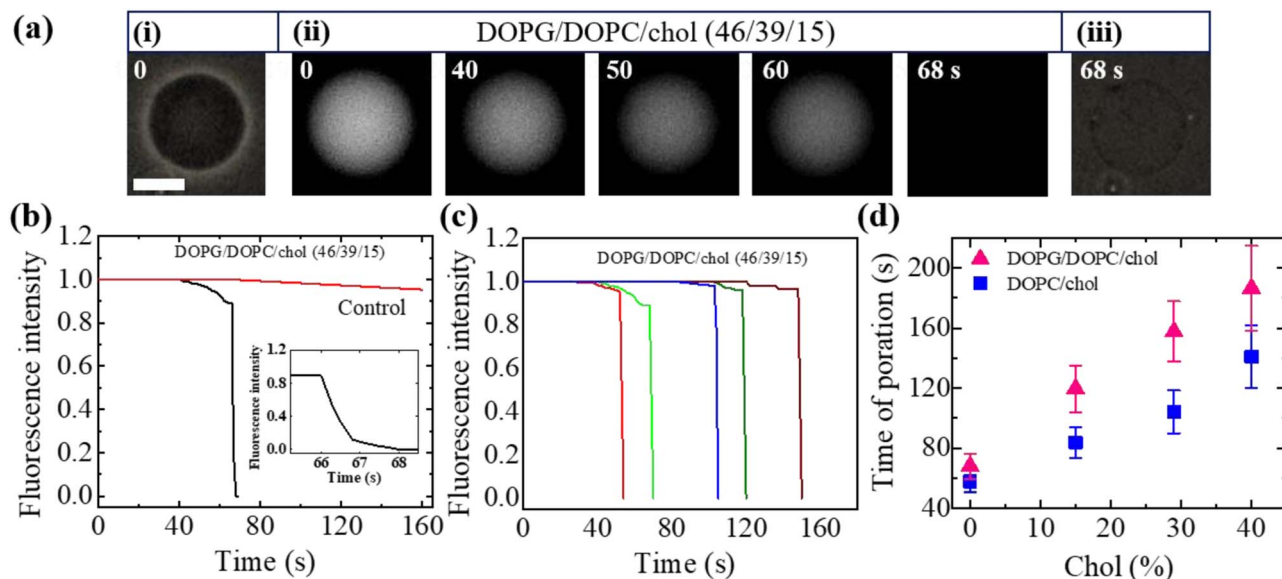 (a)
(i) (ii) DOPG/DOPC/chol (46/39/15) (iii)
0 0 40 50 60 68 s 68 s
(b)
Fluorescence intensity
1.2
1.0
0.8
0.6
0.4
0.2
0.0
DOPG/DOPC/chol (46/39/15)
Control
Fluorescence intensity
1.2
0.8
0.4
0.0
66 67 68
Time (s)
0 40 80 120 160
Time (s)
(c)
Fluorescence intensity
1.2
1.0
0.8
0.6
0.4
0.2
0.0
DOPG/DOPC/chol (46/39/15)
0 40 80 120 160
Time (s)
(d)
Time of poration (s)
200
160
120
80
40
DOPG/DOPC/chol
DOPC/chol
0 10 20 30 40
Chol (%)